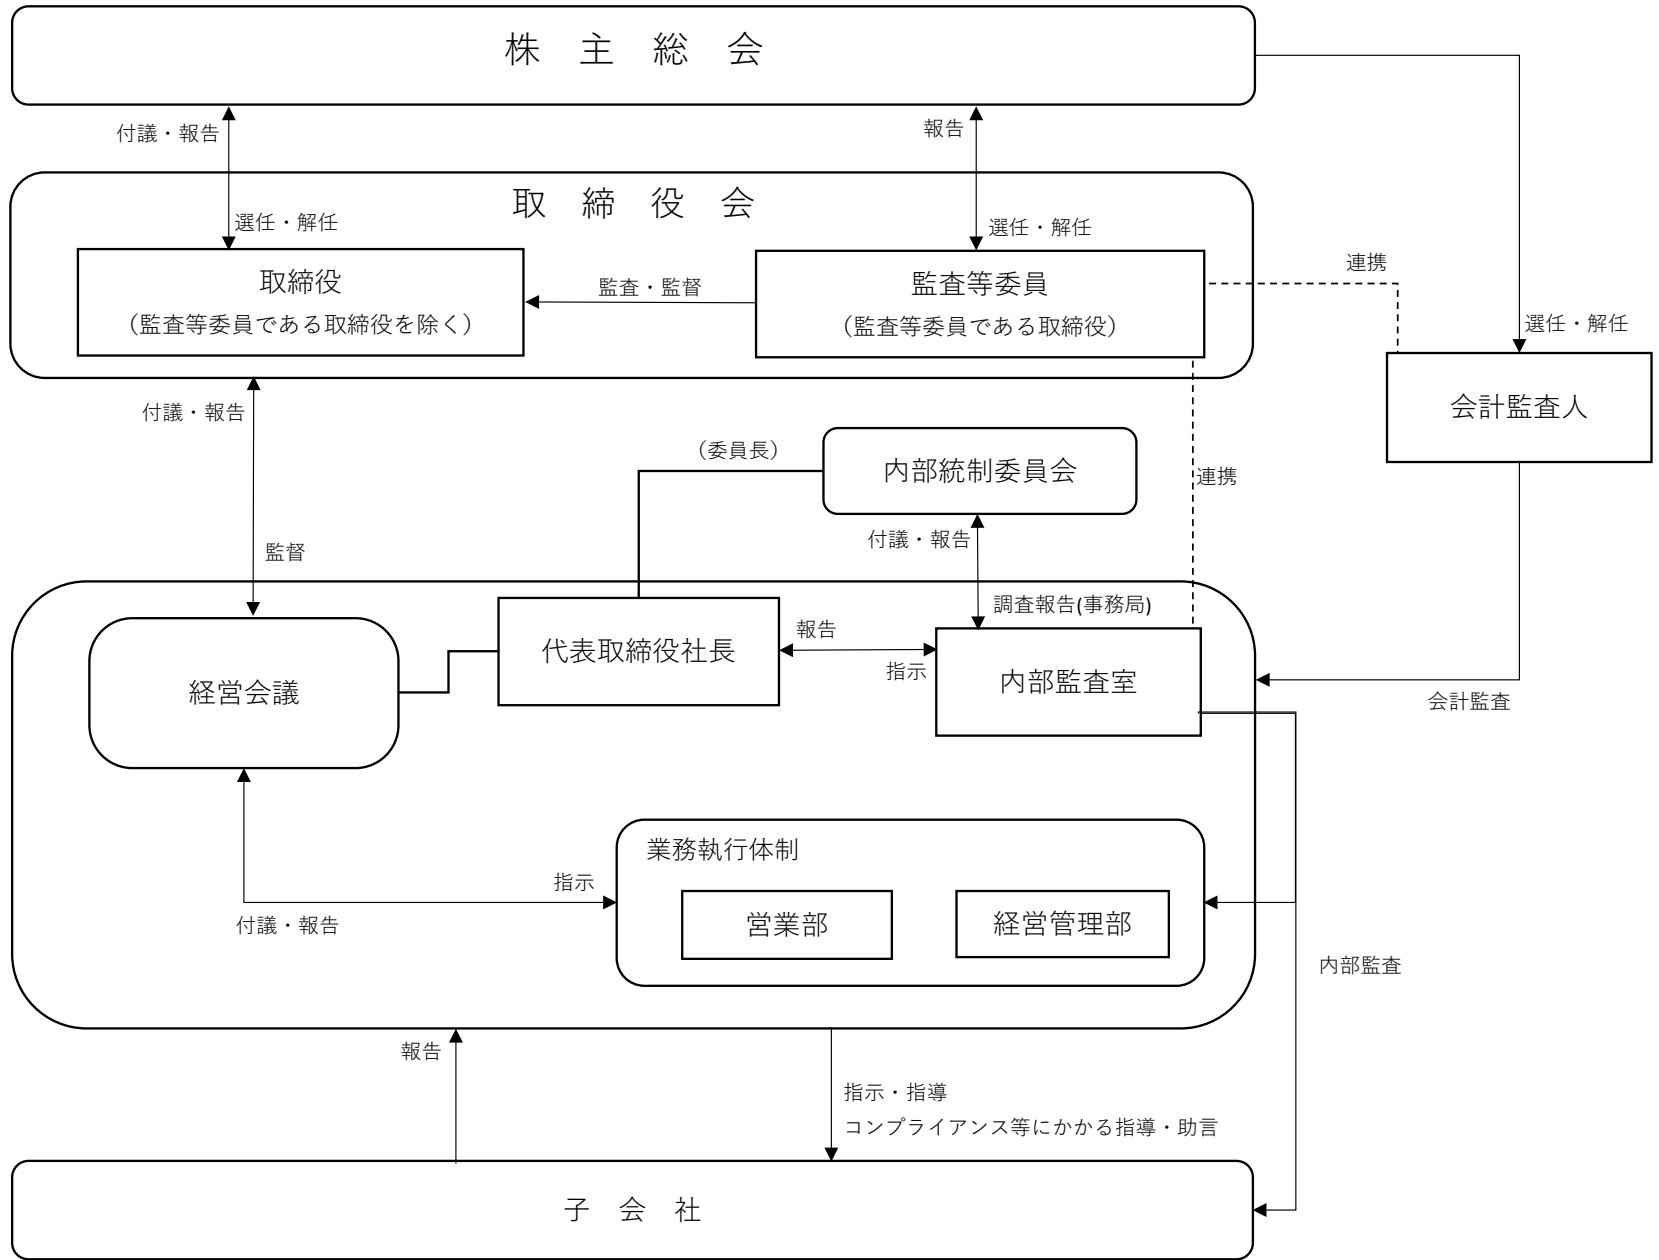 株 主 総 会
付議・報告
報告
取 締 役 会
選任・解任
選任・解任
取締役
（監査等委員である取締役を除く）
監査・監督
監査等委員
（監査等委員である取締役）
連携
選任・解任
会計監査人
付議・報告
（委員長）
内部統制委員会
連携
付議・報告
監督
調査報告(事務局)
代表取締役社長
報告
指示
内部監査室
経営会議
会計監査
業務執行体制
指示
付議・報告
営業部
経営管理部
内部監査
報告
指示・指導
コンプライアンス等にかかる指導・助言
子 会 社